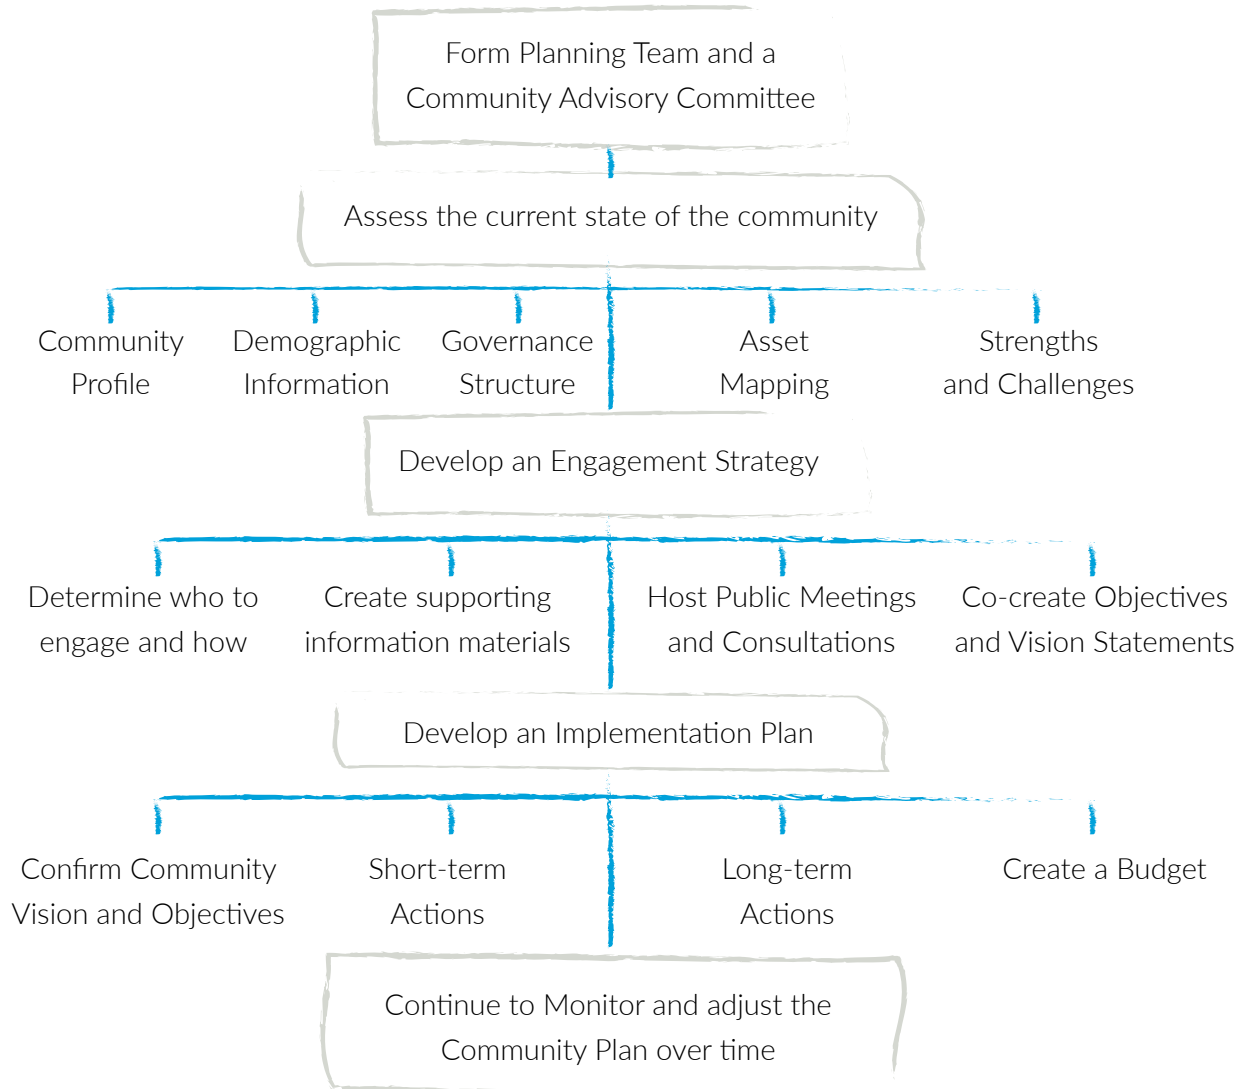 Form Planning Team and a
Community Advisory Committee
Assess the current state of the community
Community
Profile
Demographic
Information
Governance
Structure
Asset
Mapping
Strengths
and Challenges
Develop an Engagement Strategy
Determine who to
engage and how
Create supporting
information materials
Host Public Meetings
and Consultations
Co-create Objectives
and Vision Statements
Develop an Implementation Plan
Confirm Community
Vision and Objectives
Short-term
Actions
Long-term
Actions
Create a Budget
Continue to Monitor and adjust the
Community Plan over time